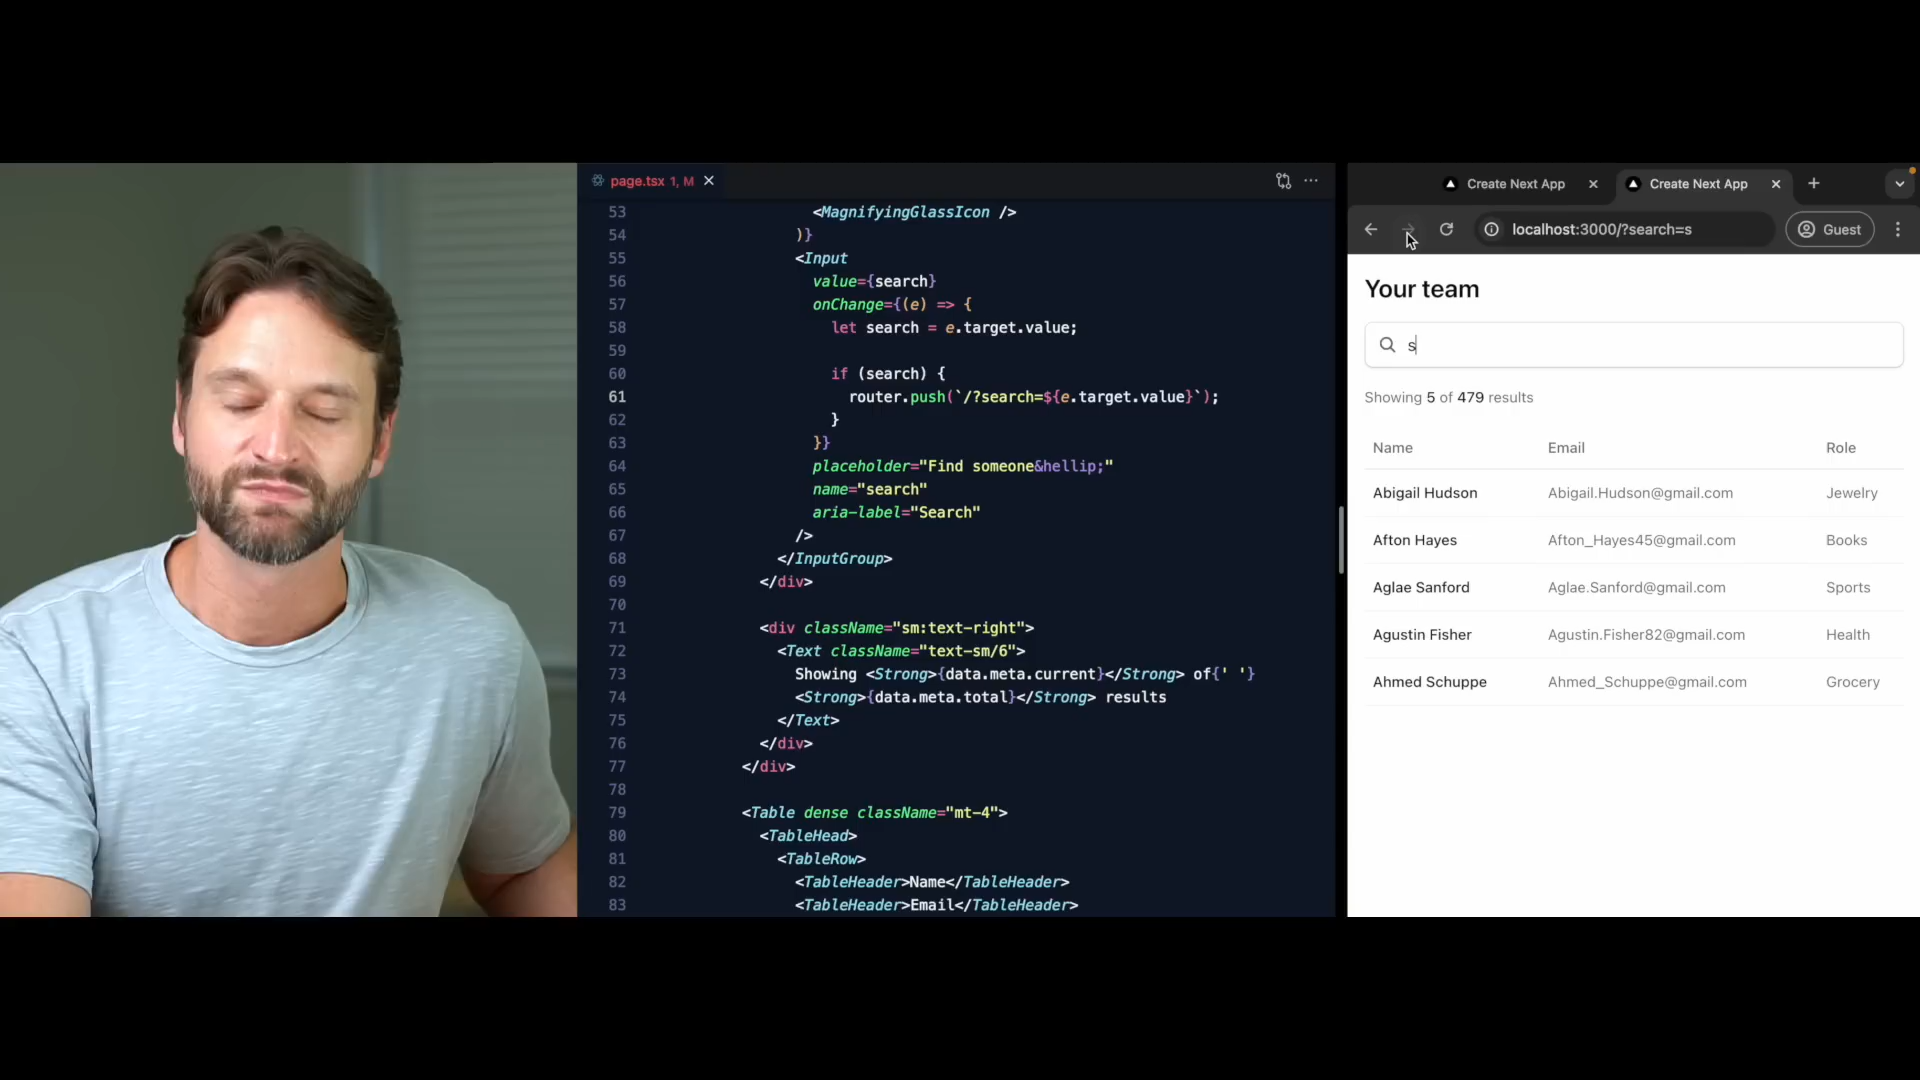 page.tsx 1, M
53 <MagnifyingGlassIcon />
54 )}
55 <Input
56 value={search}
57 onChange={(e) => {
58 let search = e.target.value;
59
60 if (search) {
61 router.push(`/?search=${e.target.value}`);
62 }
63 }}
64 placeholder="Find someone&hellip;"
65 name="search"
66 aria-label="Search"
67 />
68 </InputGroup>
69 </div>
70
71 <div className="sm:text-right">
72 <Text className="text-sm/6">
73 Showing <Strong>{data.meta.current}</Strong> of{' '}
74 <Strong>{data.meta.total}</Strong> results
75 </Text>
76 </div>
77 </div>
78
79 <Table dense className="mt-4">
80 <TableHead>
81 <TableRow>
82 <TableHeader>Name</TableHeader>
83 <TableHeader>Email</TableHeader>
Create Next App Create Next App
localhost:3000/?search=s Guest
Your team
s
Showing 5 of 479 results
Name Email Role
Abigail Hudson Abigail.Hudson@gmail.com Jewelry
Afton Hayes Afton_Hayes45@gmail.com Books
Aglae Sanford Aglae.Sanford@gmail.com Sports
Agustin Fisher Agustin.Fisher82@gmail.com Health
Ahmed Schuppe Ahmed_Schuppe@gmail.com Grocery